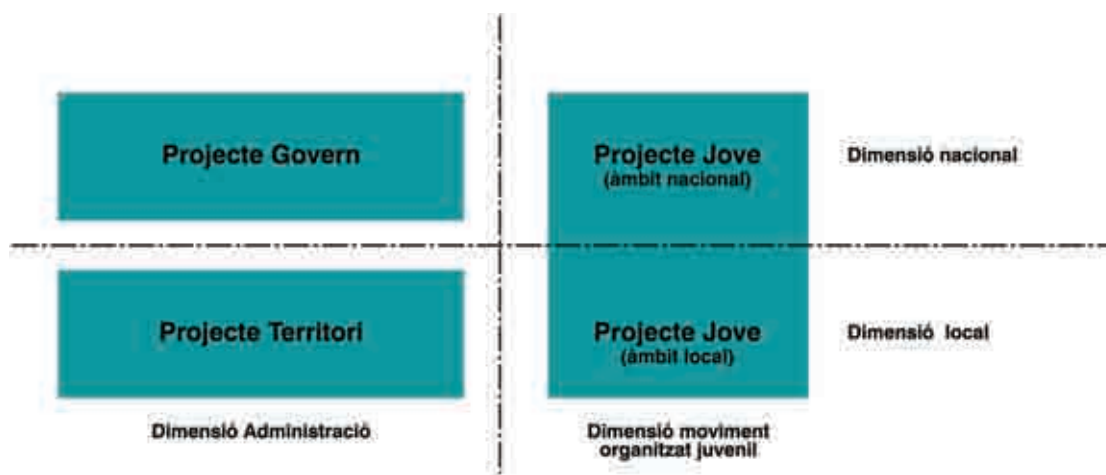 Projecte Govern
Projecte Jove
(àmbit nacional)
Dimensió nacional
Projecte Territori
Projecte Jove
(àmbit local)
Dimensió local
Dimensió Administració
Dimensió moviment
organitzat juvenil